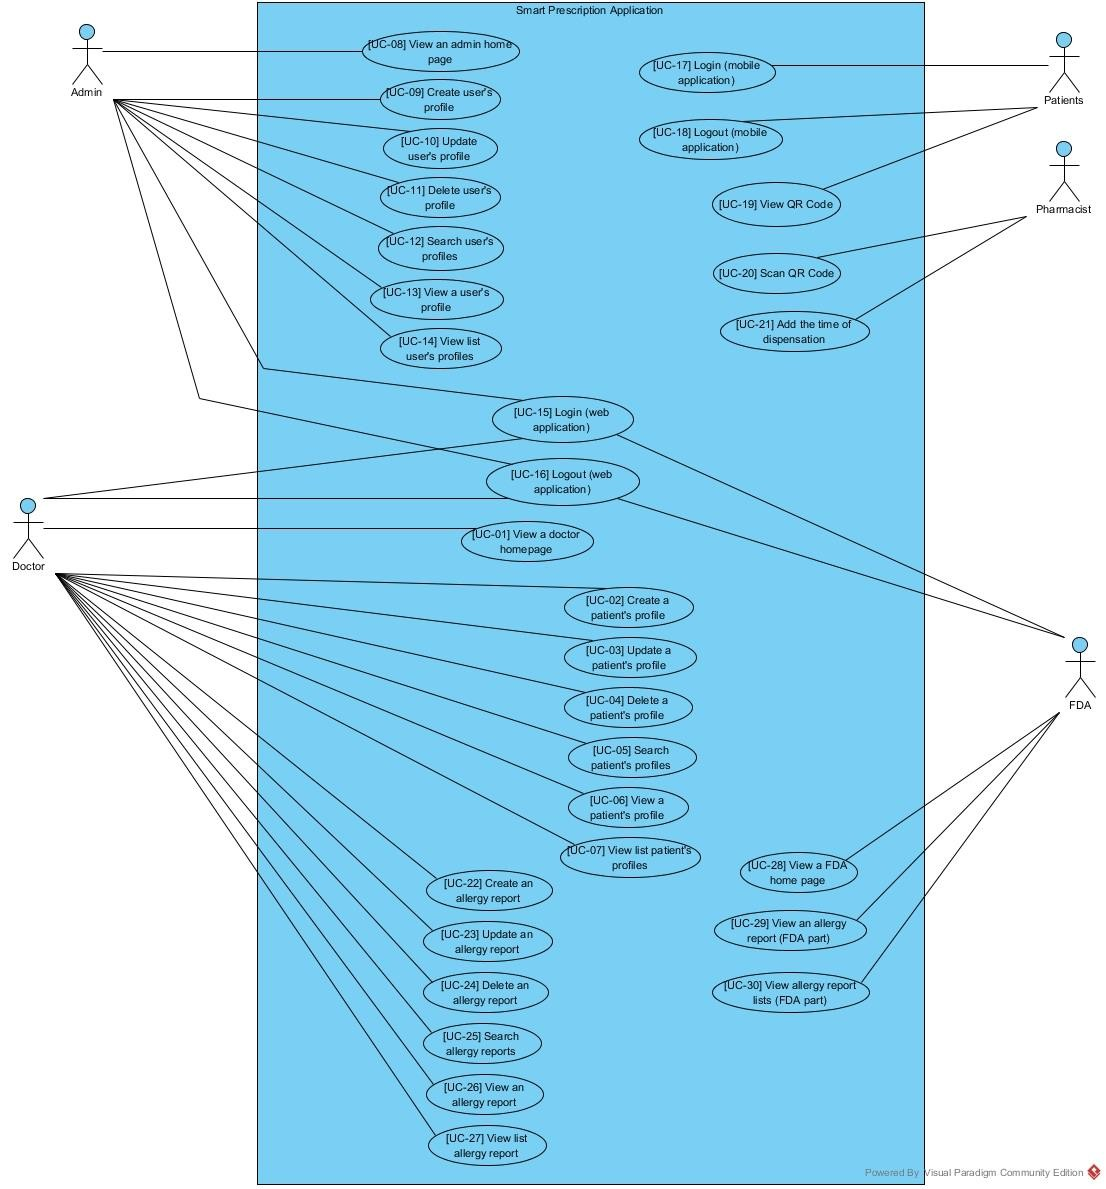 Smart Prescription Application
[UC-08] View an admin home
page
Admin
[UC-17] Login (mobile
application)
Patients
[UC-09] Create user's
profile
[UC-10] Update
user's profile
[UC-18] Logout (mobile
application)
[UC-11] Delete user's
profile
[UC-19] View QR Code
Pharmacist
[UC-12] Search user's
profiles
[UC-20] Scan QR Code
[UC-13] View a user's
profile
[UC-21] Add the time of
dispensation
[UC-14] View list
user's profiles
[UC-15] Login (web
application)
[UC-16] Logout (web
application)
Doctor
[UC-01] View a doctor
homepage
[UC-02] Create a
patient's profile
[UC-03] Update a
patient's profile
[UC-04] Delete a
patient's profile
FDA
[UC-05] Search
patient's profiles
[UC-06] View a
patient's profile
[UC-07] View list patient's
profiles
[UC-28] View a FDA
home page
[UC-22] Create an
allergy report
[UC-29] View an allergy
report (FDA part)
[UC-23] Update an
allergy report
[UC-24] Delete an
allergy report
[UC-30] View allergy report
lists (FDA part)
[UC-25] Search
allergy reports
[UC-26] View an
allergy report
[UC-27] View list
allergy report
Powered By Visual Paradigm Community Edition